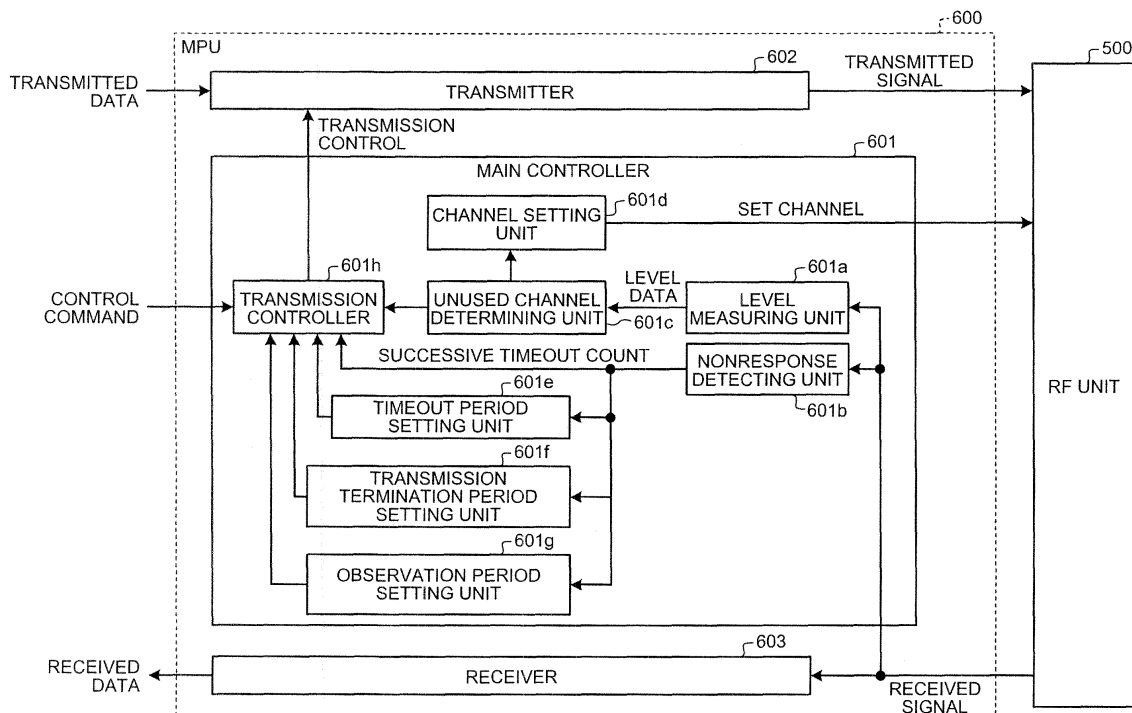 600
MPU
500
602
TRANSMITTED
DATA
TRANSMITTER
TRANSMITTED
SIGNAL
TRANSMISSION
CONTROL
601
MAIN CONTROLLER
601d
CHANNEL SETTING
UNIT
SET CHANNEL
601h
601a
CONTROL
COMMAND
TRANSMISSION
CONTROLLER
UNUSED CHANNEL
DETERMINING UNIT
601c
LEVEL
DATA
LEVEL
MEASURING UNIT
SUCCESSIVE TIMEOUT COUNT
NONRESPONSE
DETECTING UNIT
601b
RF UNIT
601e
TIMEOUT PERIOD
SETTING UNIT
601f
TRANSMISSION
TERMINATION PERIOD
SETTING UNIT
601g
OBSERVATION PERIOD
SETTING UNIT
603
RECEIVED
DATA
RECEIVER
RECEIVED
SIGNAL